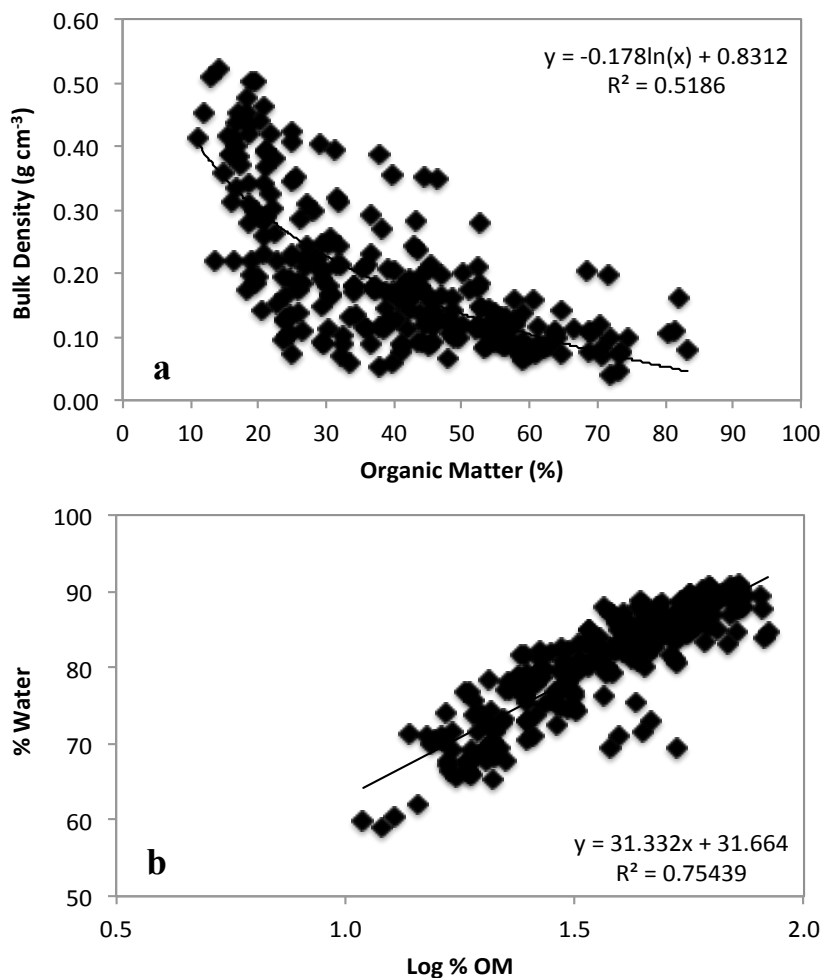 0.60
0.50
0.40
0.30
0.20
0.10
0.00
Bulk Density (g cm⁻³)
y = -0.178ln(x) + 0.8312
R² = 0.5186
a
0 10 20 30 40 50 60 70 80 90 100
Organic Matter (%)
100
90
80
70
60
50
% Water
y = 31.332x + 31.664
R² = 0.75439
b
0.5 1.0 1.5 2.0
Log % OM